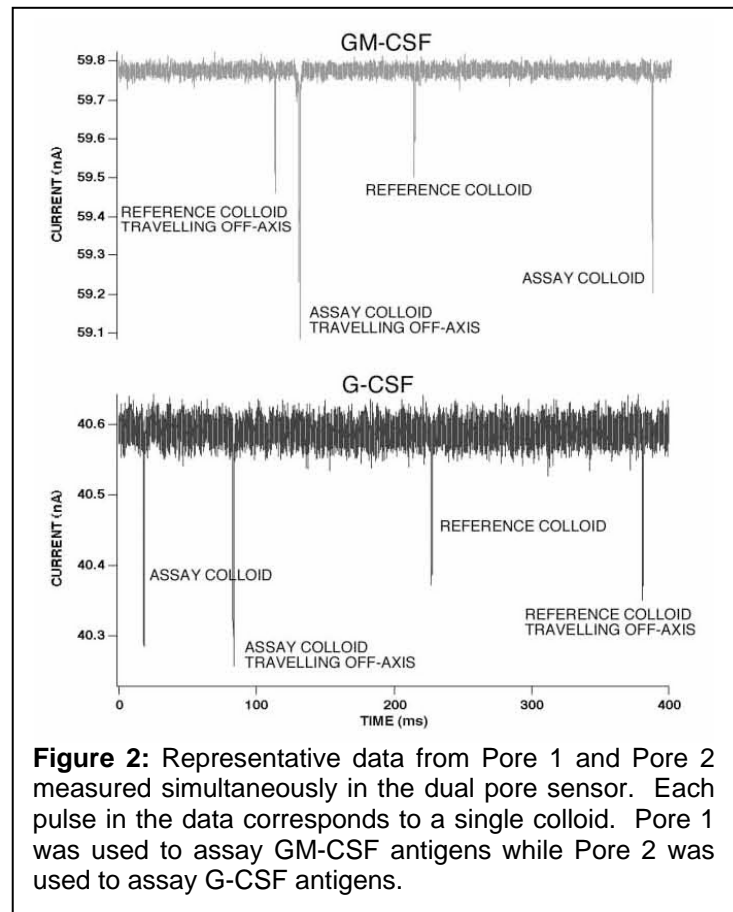 GM-CSF
59.8
59.7
59.6
59.5
59.4
59.3
59.2
59.1
CURRENT (nA)
REFERENCE COLLOID
TRAVELLING OFF-AXIS
REFERENCE COLLOID
ASSAY COLLOID
ASSAY COLLOID
TRAVELLING OFF-AXIS
G-CSF
40.6
40.5
40.4
40.3
CURRENT (nA)
REFERENCE COLLOID
ASSAY COLLOID
REFERENCE COLLOID
TRAVELLING OFF-AXIS
ASSAY COLLOID
TRAVELLING OFF-AXIS
0 100 200 300 400
TIME (ms)
Figure 2: Representative data from Pore 1 and Pore 2
measured simultaneously in the dual pore sensor. Each
pulse in the data corresponds to a single colloid. Pore 1
was used to assay GM-CSF antigens while Pore 2 was
used to assay G-CSF antigens.